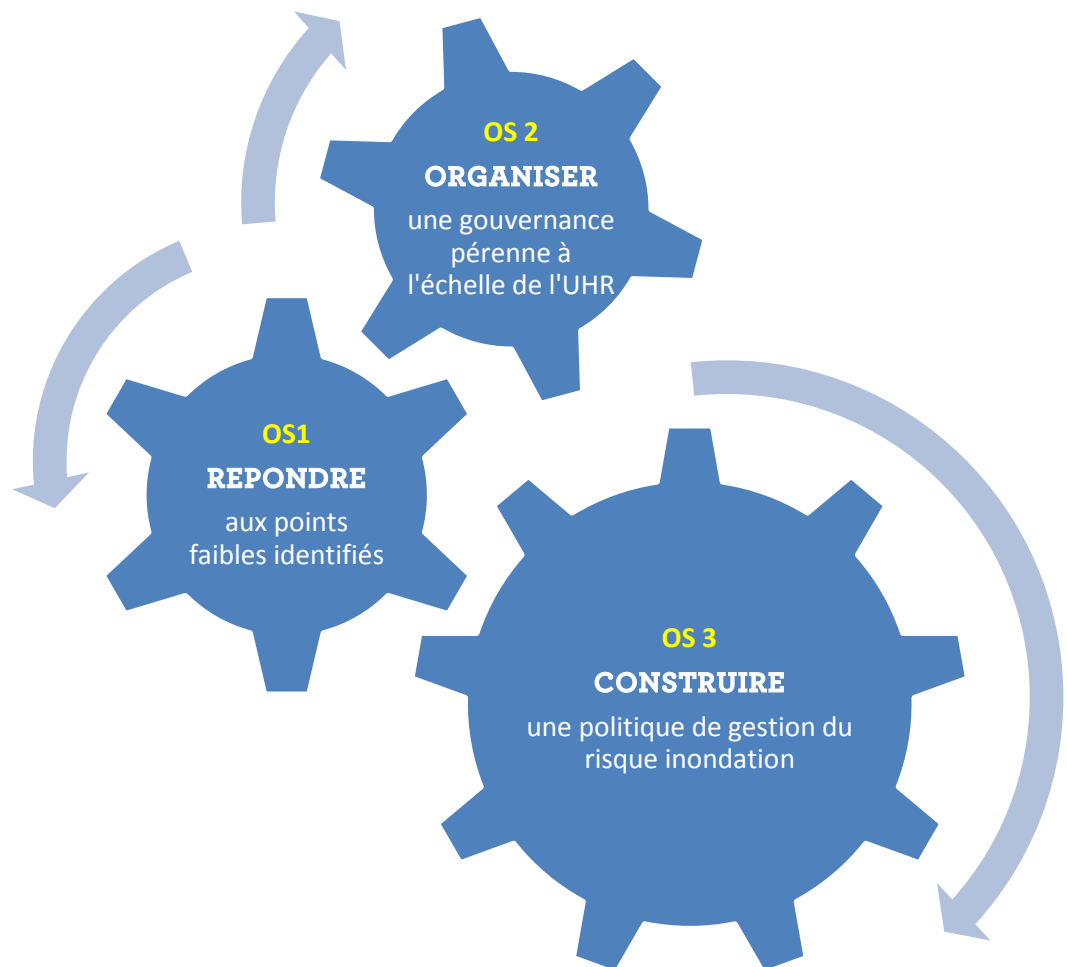 OS 2
ORGANISER
une gouvernance
pérenne à
l'échelle de l'UHR
OS1
REPONDRE
aux points
faibles identifiés
OS 3
CONSTRUIRE
une politique de gestion du
risque inondation